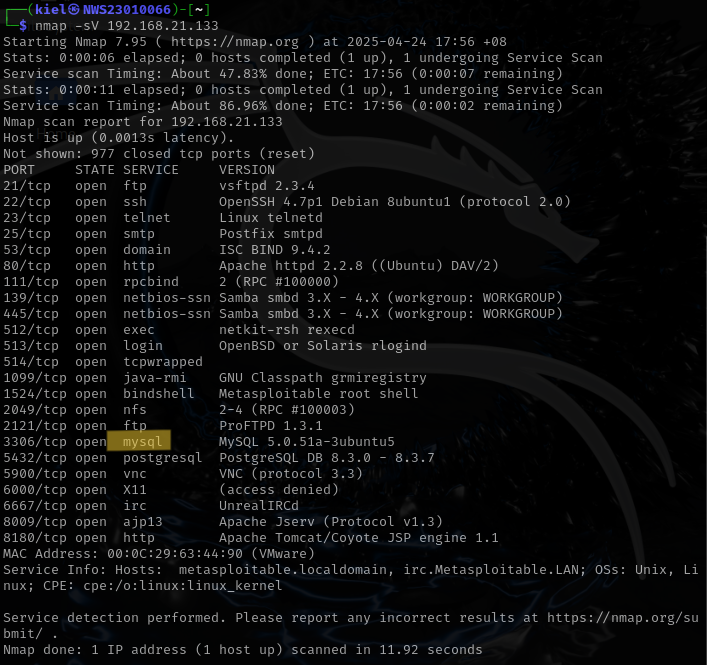 (kiel㉿NWS23010066)-[~]
$ nmap -sV 192.168.21.133
Starting Nmap 7.95 ( https://nmap.org ) at 2025-04-24 17:56 +08
Stats: 0:00:06 elapsed; 0 hosts completed (1 up), 1 undergoing Service Scan
Service scan Timing: About 47.83% done; ETC: 17:56 (0:00:07 remaining)
Stats: 0:00:11 elapsed; 0 hosts completed (1 up), 1 undergoing Service Scan
Service scan Timing: About 86.96% done; ETC: 17:56 (0:00:02 remaining)
Nmap scan report for 192.168.21.133
Host is up (0.0013s latency).
Not shown: 977 closed tcp ports (reset)
PORT     STATE SERVICE     VERSION
21/tcp   open  ftp         vsftpd 2.3.4
22/tcp   open  ssh         OpenSSH 4.7p1 Debian 8ubuntu1 (protocol 2.0)
23/tcp   open  telnet      Linux telnetd
25/tcp   open  smtp        Postfix smtpd
53/tcp   open  domain      ISC BIND 9.4.2
80/tcp   open  http        Apache httpd 2.2.8 ((Ubuntu) DAV/2)
111/tcp  open  rpcbind     2 (RPC #100000)
139/tcp  open  netbios-ssn Samba smbd 3.X - 4.X (workgroup: WORKGROUP)
445/tcp  open  netbios-ssn Samba smbd 3.X - 4.X (workgroup: WORKGROUP)
512/tcp  open  exec        netkit-rsh rexecd
513/tcp  open  login       OpenBSD or Solaris rlogind
514/tcp  open  tcpwrapped
1099/tcp open  java-rmi    GNU Classpath grmiregistry
1524/tcp open  bindshell   Metasploitable root shell
2049/tcp open  nfs         2-4 (RPC #100003)
2121/tcp open  ftp         ProFTPD 1.3.1
3306/tcp open  mysql       MySQL 5.0.51a-3ubuntu5
5432/tcp open  postgresql  PostgreSQL DB 8.3.0 - 8.3.7
5900/tcp open  vnc         VNC (protocol 3.3)
6000/tcp open  X11         (access denied)
6667/tcp open  irc         UnrealIRCd
8009/tcp open  ajp13       Apache Jserv (Protocol v1.3)
8180/tcp open  http        Apache Tomcat/Coyote JSP engine 1.1
MAC Address: 00:0C:29:63:44:90 (VMware)
Service Info: Hosts:  metasploitable.localdomain, irc.Metasploitable.LAN; OSs: Unix, Li
nux; CPE: cpe:/o:linux:linux_kernel
Service detection performed. Please report any incorrect results at https://nmap.org/su
bmit/ .
Nmap done: 1 IP address (1 host up) scanned in 11.92 seconds